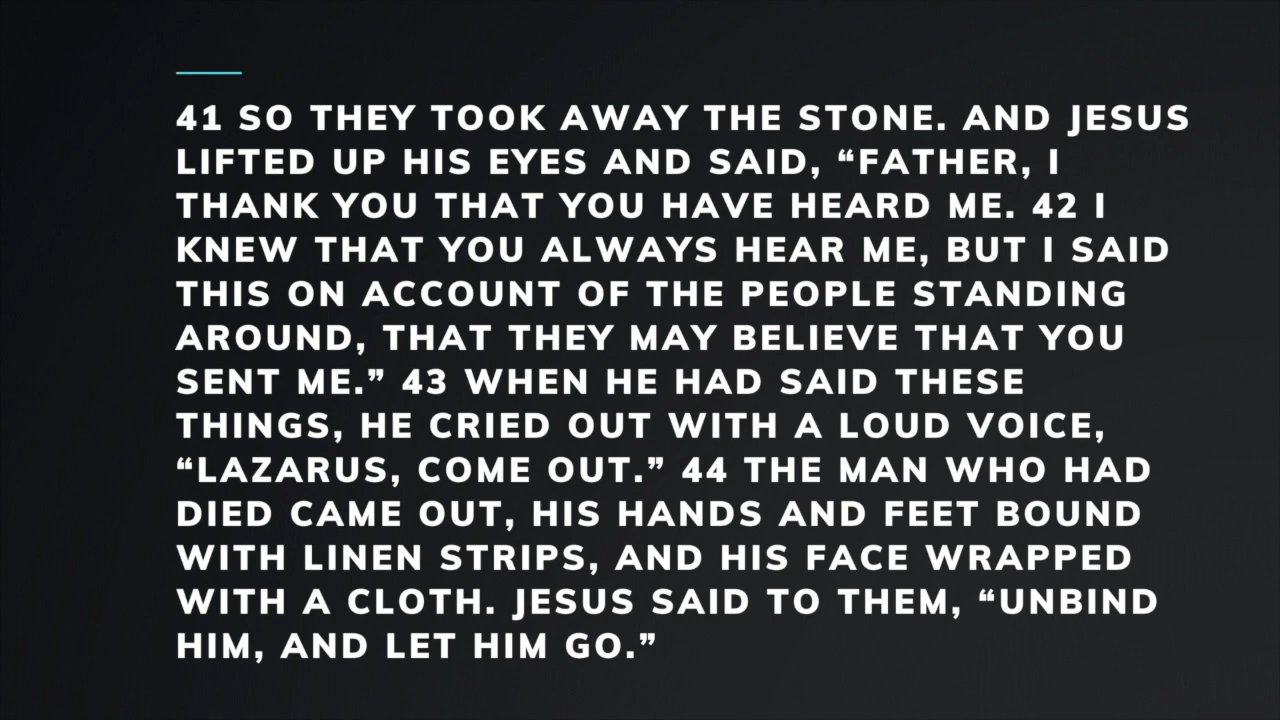 41 SO THEY TOOK AWAY THE STONE. AND JESUS
LIFTED UP HIS EYES AND SAID, “FATHER, I
THANK YOU THAT YOU HAVE HEARD ME. 42 I
KNEW THAT YOU ALWAYS HEAR ME, BUT I SAID
THIS ON ACCOUNT OF THE PEOPLE STANDING
AROUND, THAT THEY MAY BELIEVE THAT YOU
SENT ME.” 43 WHEN HE HAD SAID THESE
THINGS, HE CRIED OUT WITH A LOUD VOICE,
“LAZARUS, COME OUT.” 44 THE MAN WHO HAD
DIED CAME OUT, HIS HANDS AND FEET BOUND
WITH LINEN STRIPS, AND HIS FACE WRAPPED
WITH A CLOTH. JESUS SAID TO THEM, “UNBIND
HIM, AND LET HIM GO.”